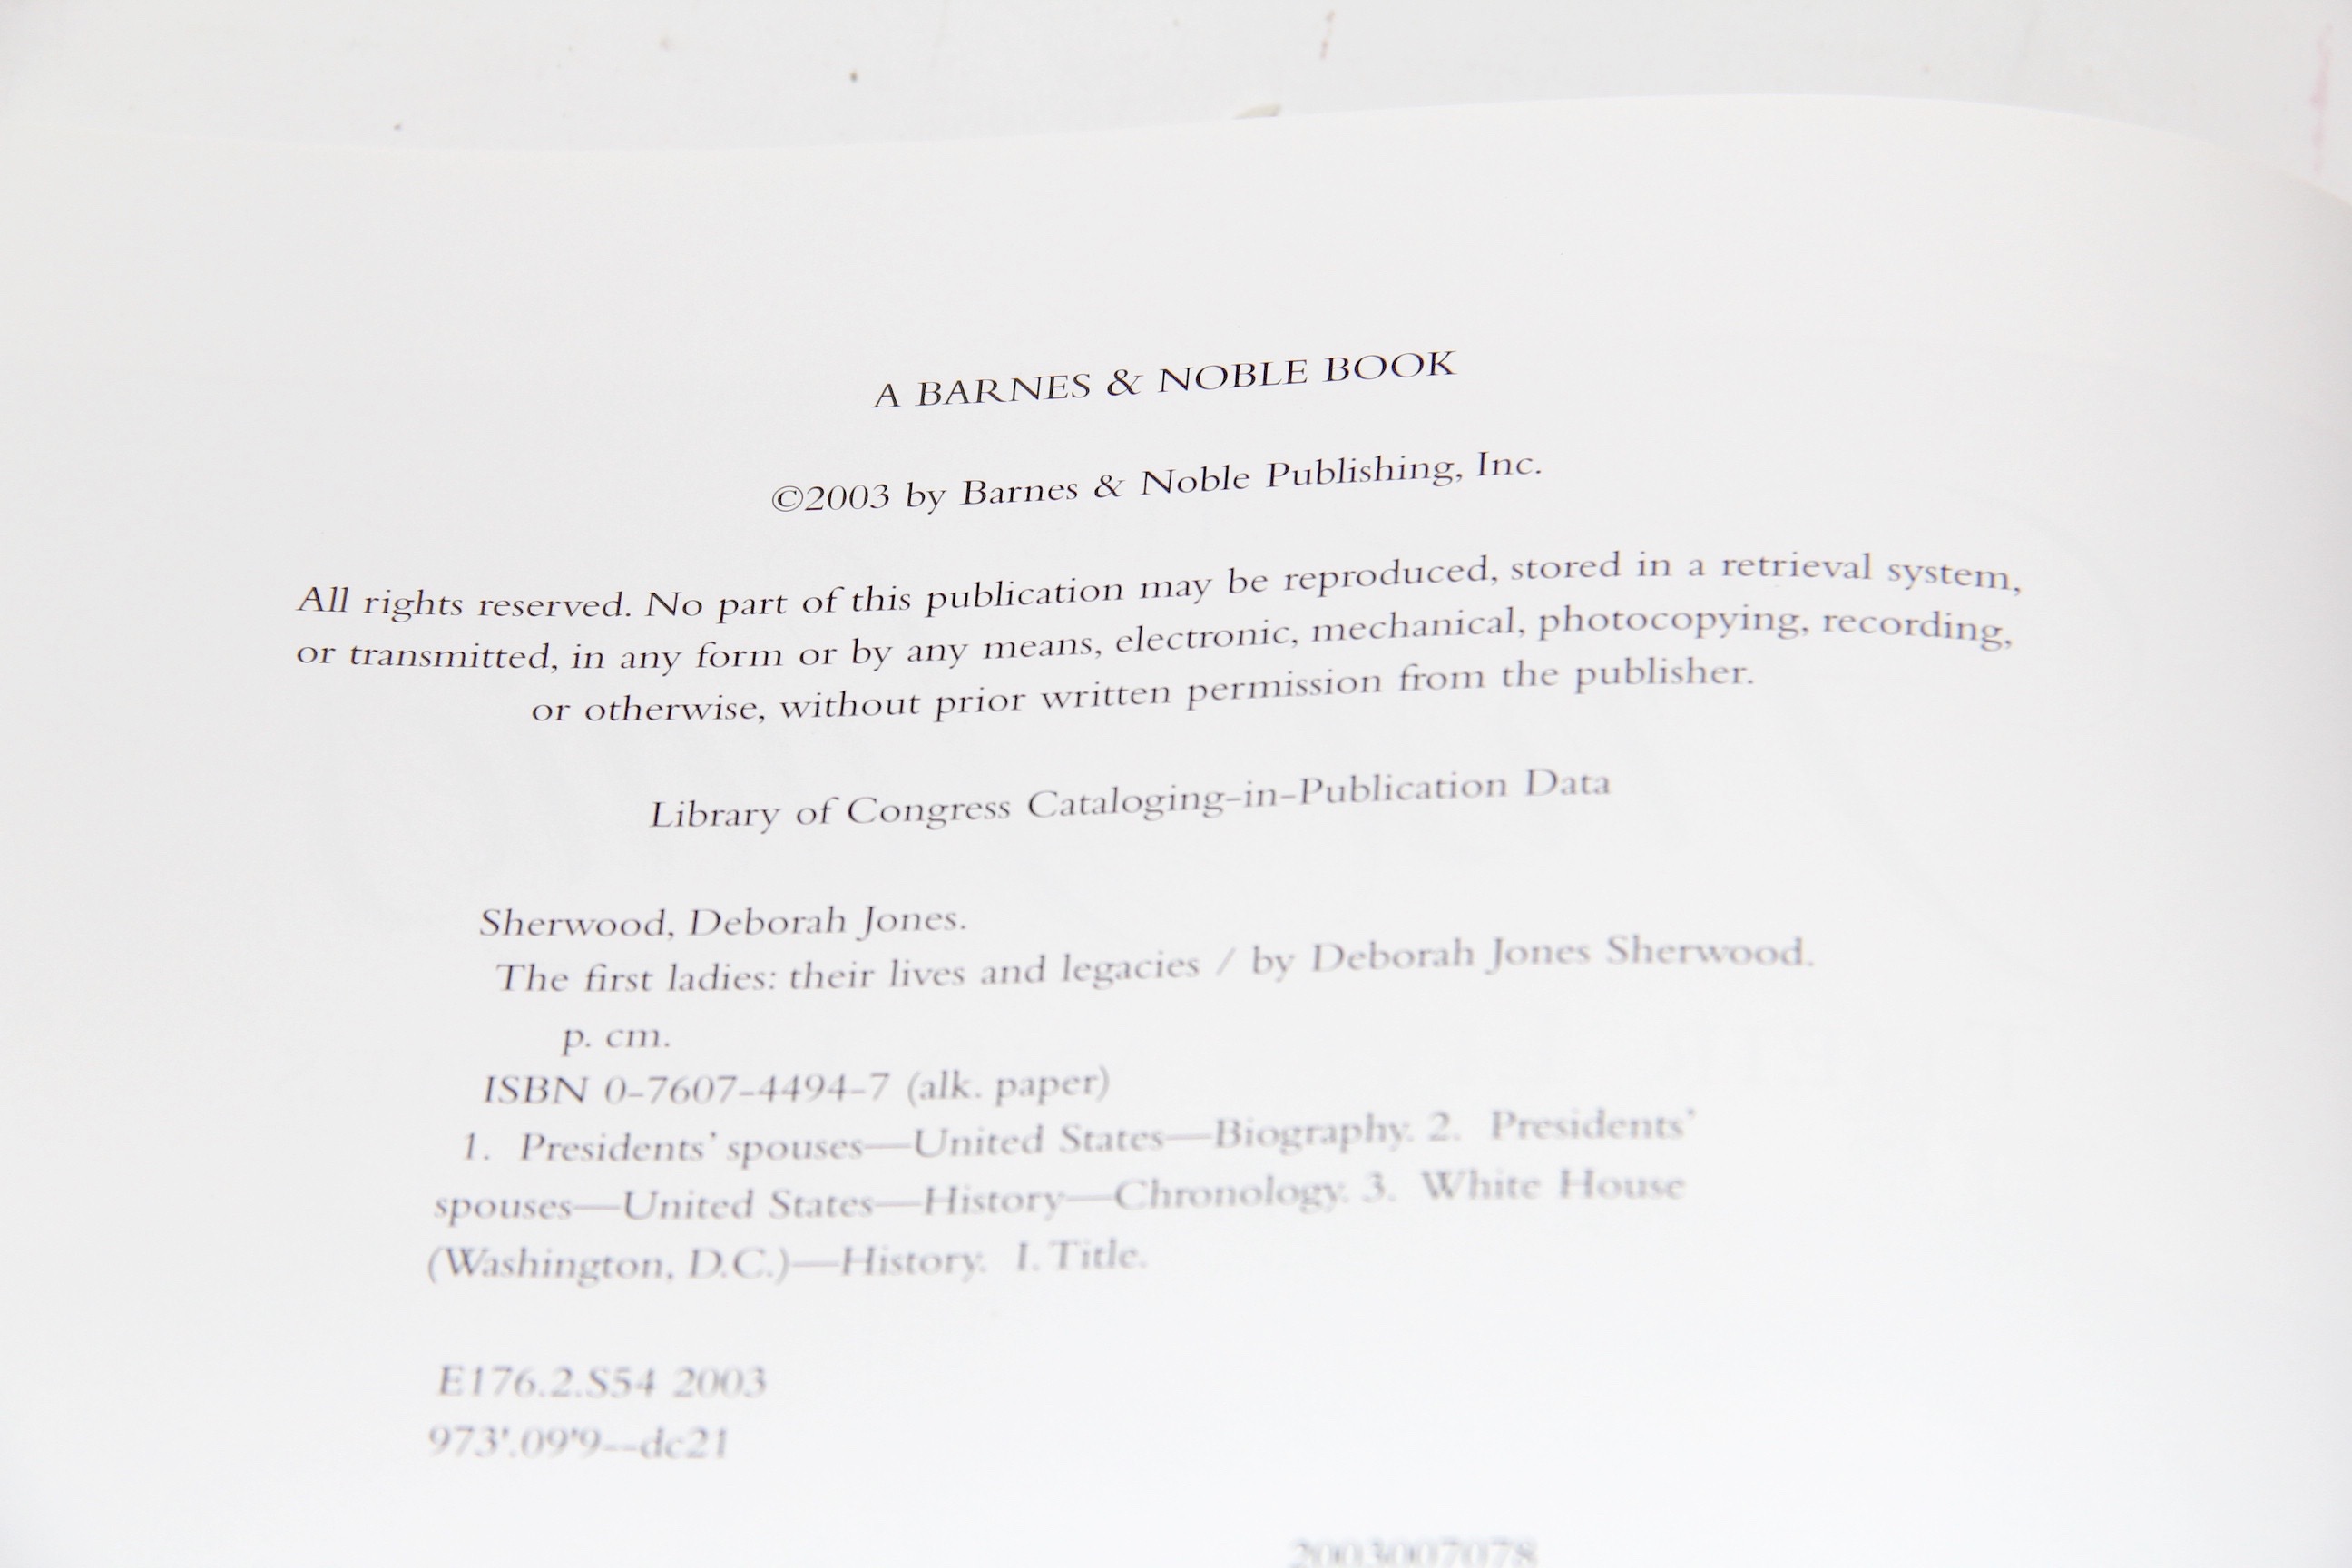 A BARNES & NOBLE BOOK
©2003 by Barnes & Noble Publishing, Inc.
All rights reserved. No part of this publication may be reproduced, stored in a retrieval system,
or transmitted, in any form or by any means, electronic, mechanical, photocopying, recording,
or otherwise, without prior written permission from the publisher.
Library of Congress Cataloging-in-Publication Data
Sherwood, Deborah Jones.
The first ladies: their lives and legacies / by Deborah Jones Sherwood.
p. cm.
ISBN 0-7607-4494-7 (alk. paper)
1. Presidents' spouses—United States—Biography. 2. Presidents'
spouses—United States—History—Chronology. 3. White House
(Washington, D.C.)—History. I. Title.
E176.2.S54 2003
973'.09'9--dc21
2003007078